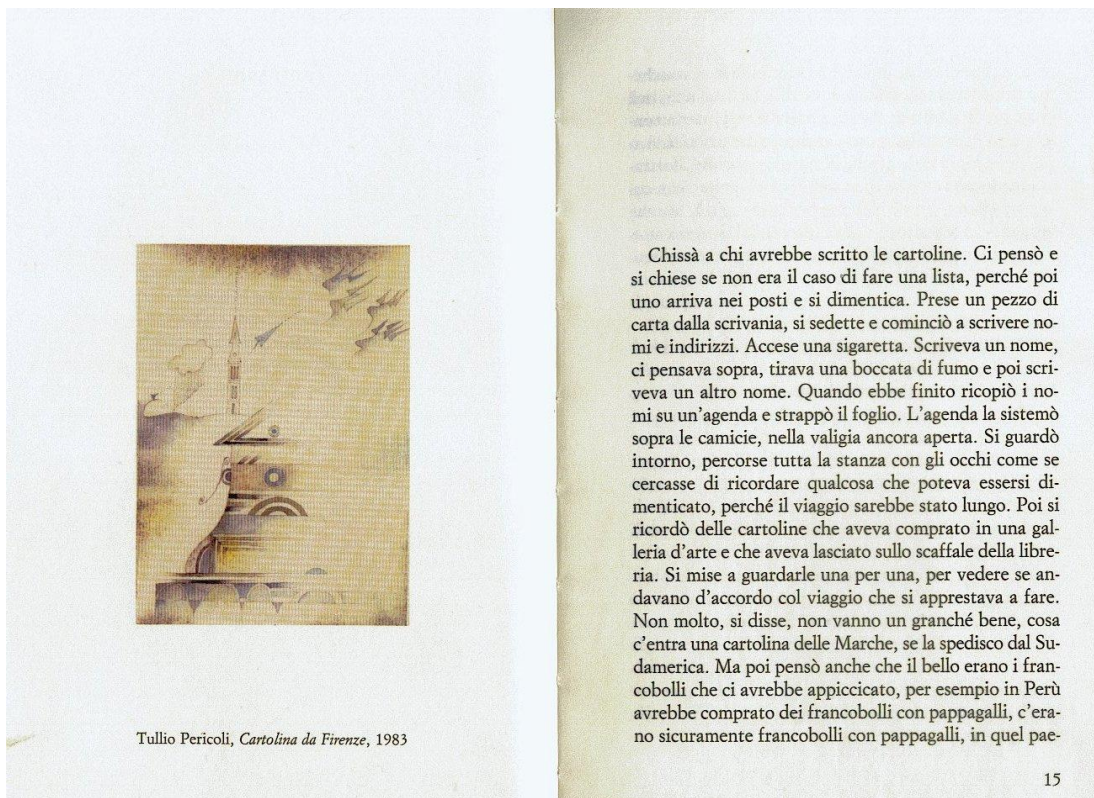 Tullio Pericoli, Cartolina da Firenze, 1983
Chissà a chi avrebbe scritto le cartoline. Ci pensò e
si chiese se non era il caso di fare una lista, perché poi
uno arriva nei posti e si dimentica. Prese un pezzo di
carta dalla scrivania, si sedette e cominciò a scrivere no-
mi e indirizzi. Accese una sigaretta. Scriveva un nome,
ci pensava sopra, tirava una boccata di fumo e poi scri-
veva un altro nome. Quando ebbe finito ricopiò i no-
mi su un'agenda e strappò il foglio. L'agenda la sistemò
sopra le camicie, nella valigia ancora aperta. Si guardò
intorno, percorse tutta la stanza con gli occhi come se
cercasse di ricordare qualcosa che poteva essersi di-
menticato, perché il viaggio sarebbe stato lungo. Poi si
ricordò delle cartoline che aveva comprato in una gal-
leria d'arte e che aveva lasciato sullo scaffale della libre-
ria. Si mise a guardarle una per una, per vedere se an-
davano d'accordo col viaggio che si apprestava a fare.
Non molto, si disse, non vanno un granché bene, cosa
c'entra una cartolina delle Marche, se la spedisco dal Su-
damerica. Ma poi pensò anche che il bello erano i fran-
cobolli che ci avrebbe appiccicato, per esempio in Perù
avrebbe comprato dei francobolli con pappagalli, c'era-
no sicuramente francobolli con pappagalli, in quel pae-
15